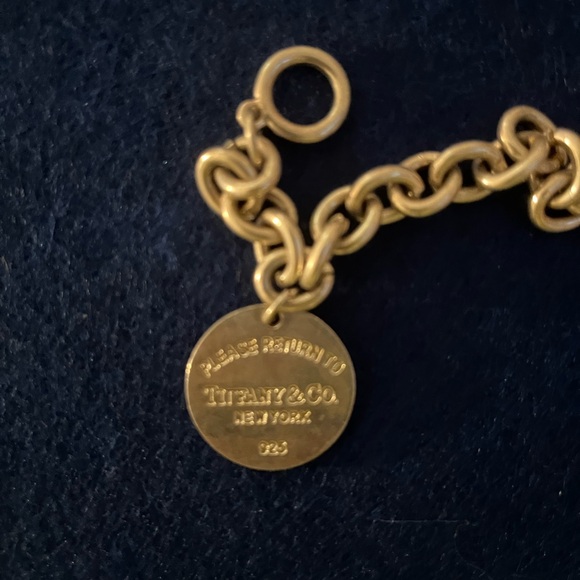 PLEASE RETURN TO
TIFFANY & CO.
NEW YORK
925